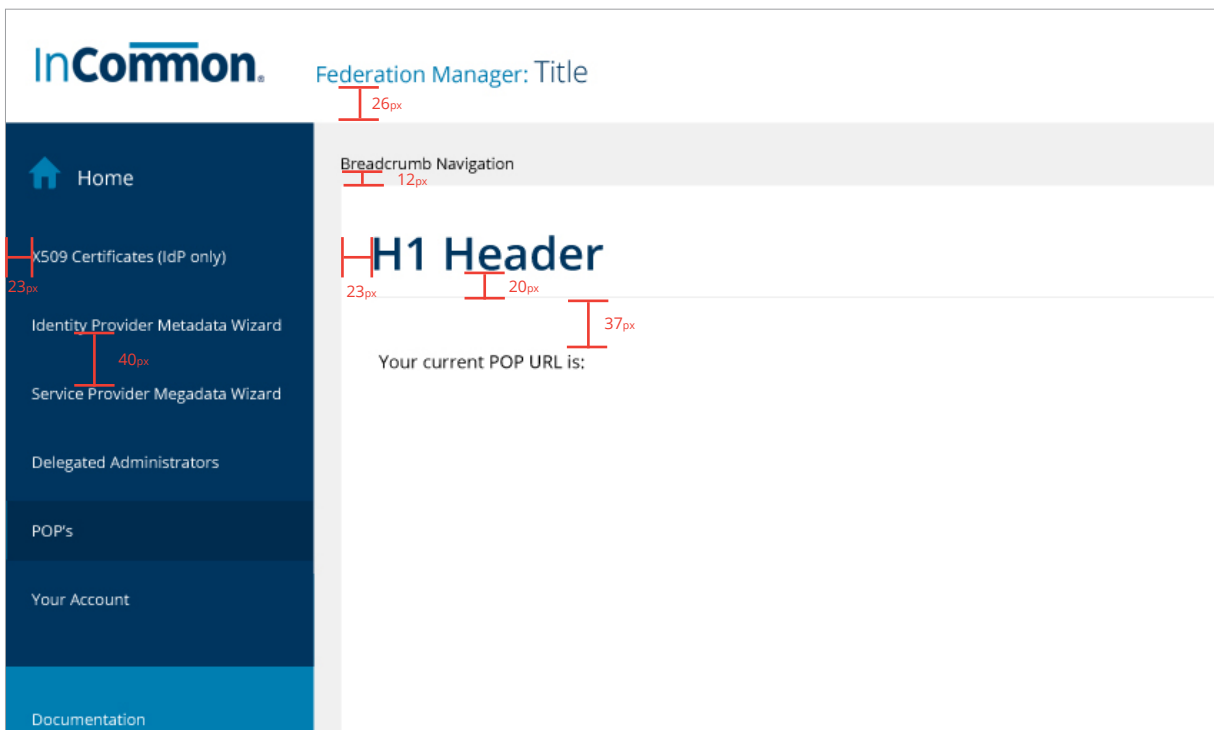 InCommon.
Federation Manager: Title
26px
Home
Breadcrumb Navigation
12px
X509 Certificates (IdP only)
23px
H1 Header
23px
20px
Identity Provider Metadata Wizard
37px
40px
Your current POP URL is:
Service Provider Megadata Wizard
Delegated Administrators
POP's
Your Account
Documentation